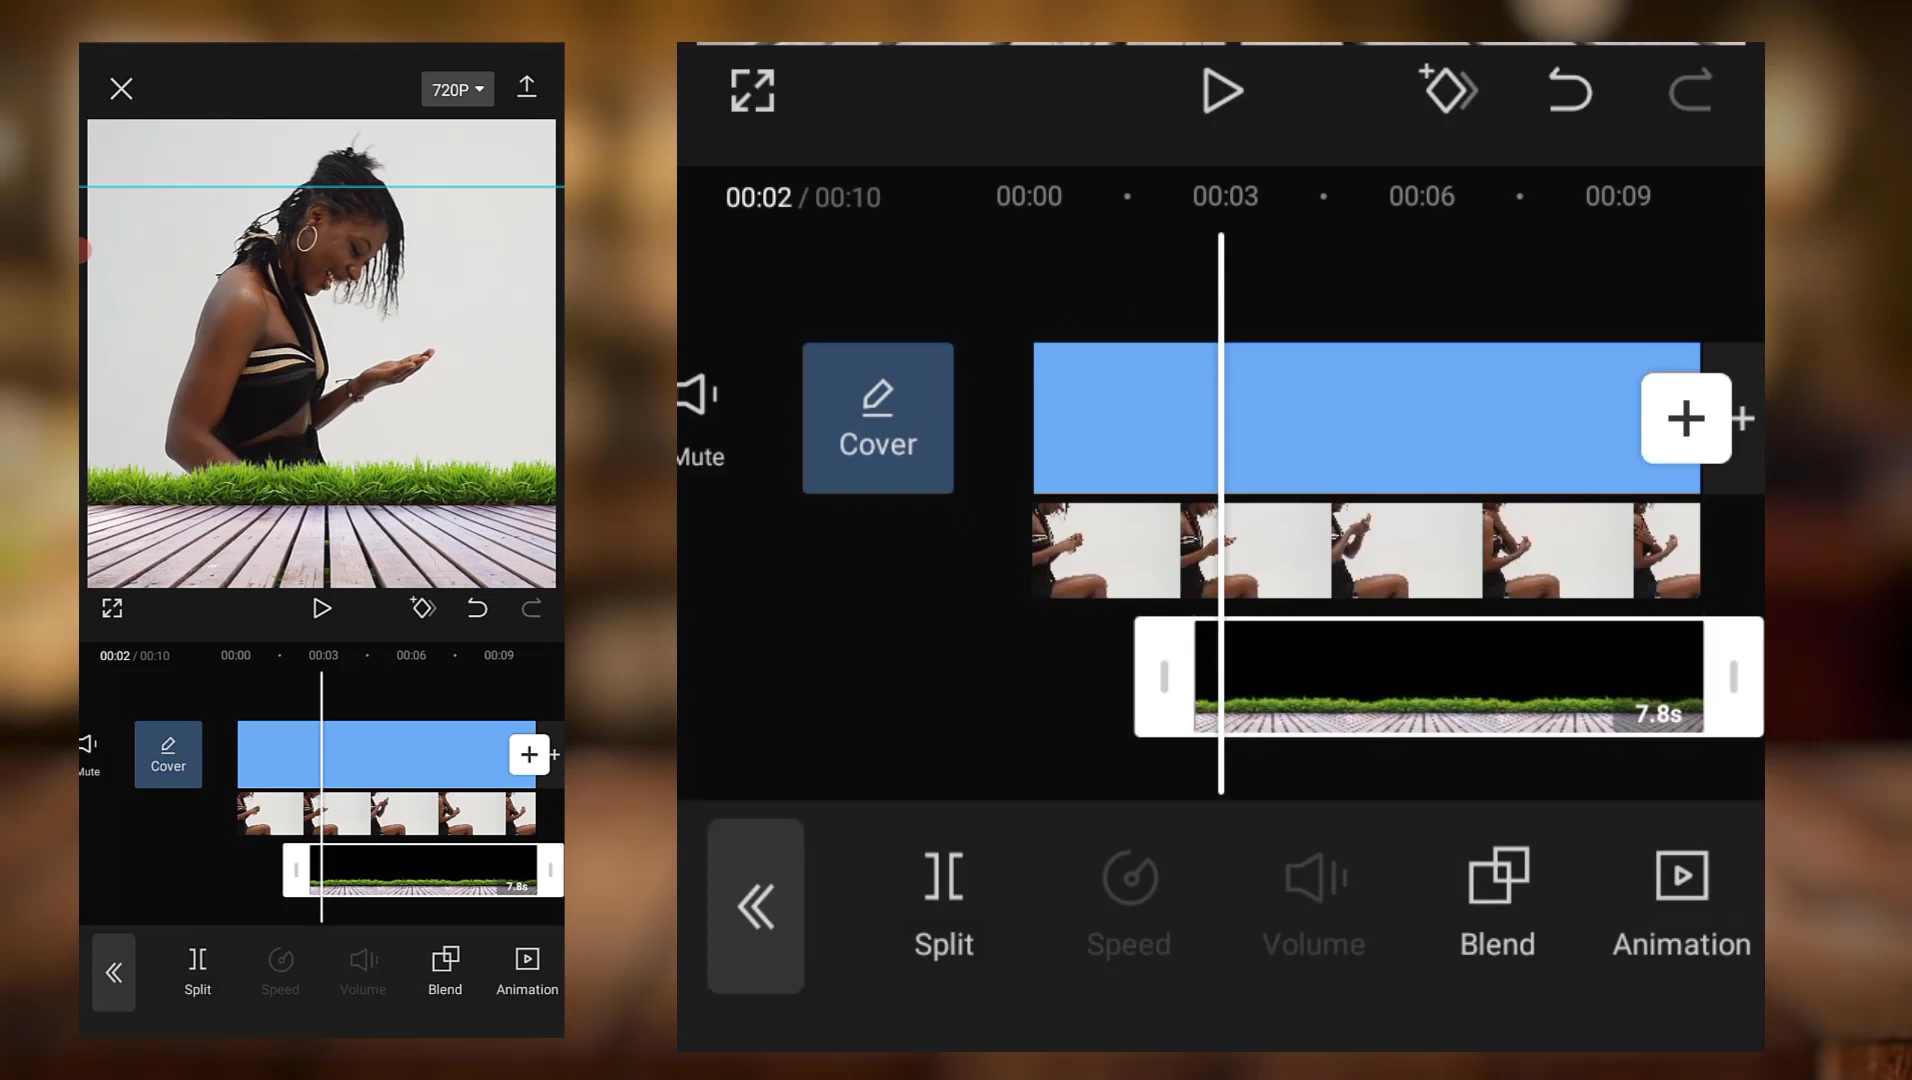 720P
00:02 / 00:10
00:00
00:03
00:06
00:09
Mute
Cover
7.8s
Split
Speed
Volume
Blend
Animation
00:02 / 00:10
00:00
00:03
00:06
00:09
Mute
Cover
7.8s
Split
Speed
Volume
Blend
Animation